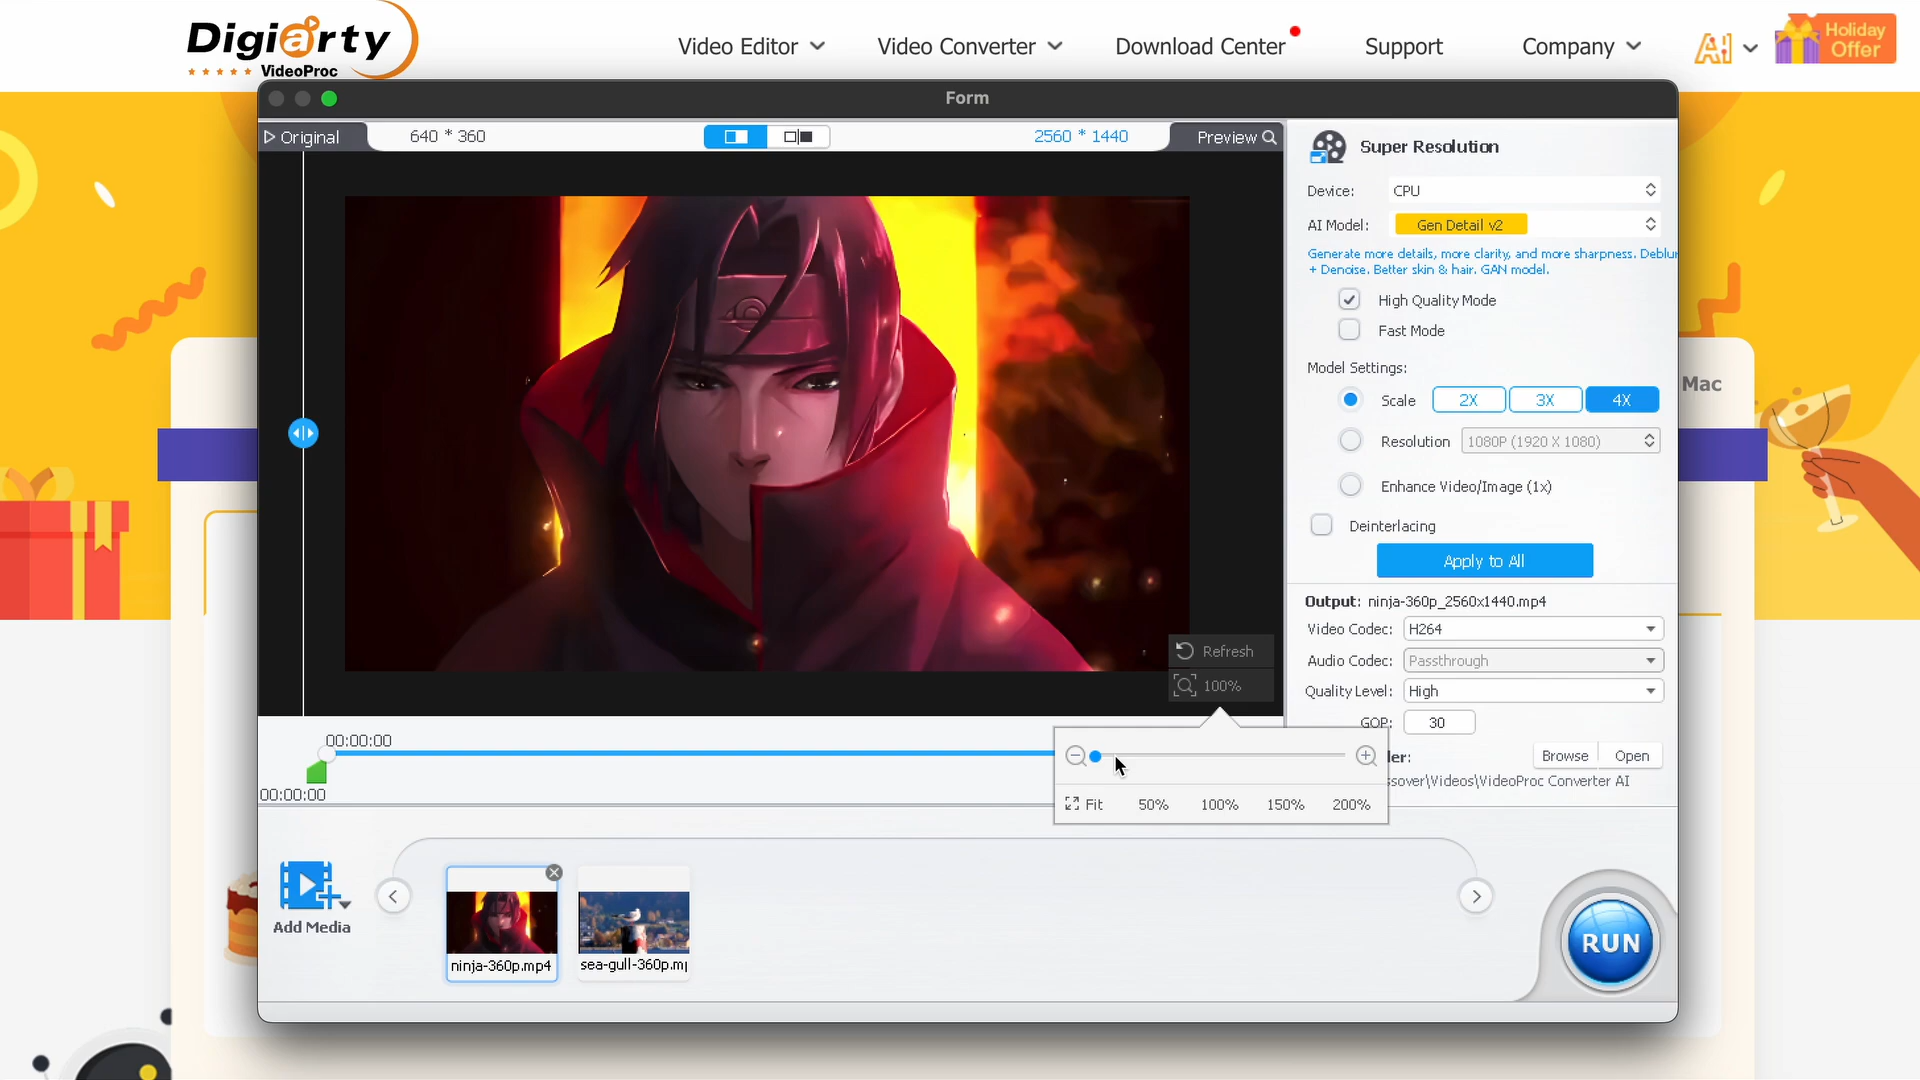 Digiarty
VideoProc
Video Editor
Video Converter
Download Center
Support
Company
AI
Holiday
Offer
Form
Original
640 * 360
2560 * 1440
Preview
Super Resolution
Device: CPU
AI Model: Gen Detail v2
Generate more details, more clarity, and more sharpness. Deblur
+ Denoise. Better skin & hair. GAN model.
High Quality Mode
Fast Mode
Model Settings:
Scale 2X 3X 4X
Mac
Resolution 1080P (1920 X 1080)
Enhance Video/Image (1x)
Deinterlacing
Apply to All
Output: ninja-360p_2560x1440.mp4
Video Codec: H264
Audio Codec: Passthrough
Quality Level: High
GOP: 30
Refresh
100%
00:00:00
00:00:00
ler:
Browse
Open
ssover\Videos\VideoProc Converter AI
Fit 50% 100% 150% 200%
Add Media
ninja-360p.mp4
sea-gull-360p.mp
RUN